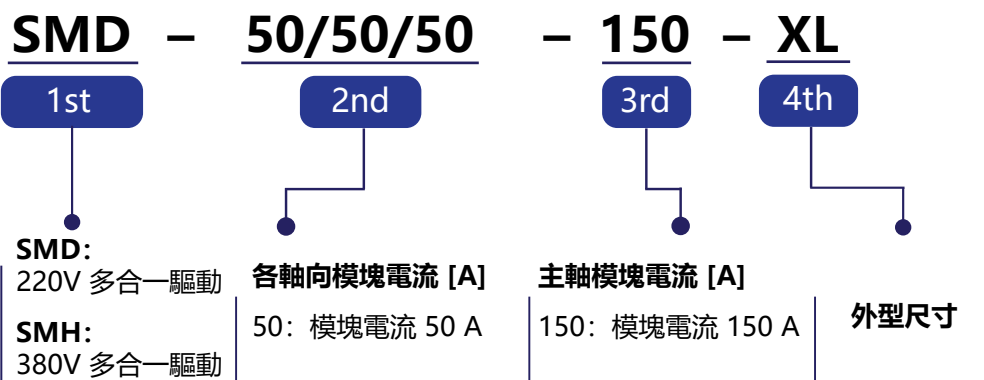 SMD – 50/50/50 – 150 – XL
1st 2nd 3rd 4th
SMD：
220V 多合一驅動
SMH：
380V 多合一驅動
各軸向模塊電流 [A]
50：模塊電流 50 A
主軸模塊電流 [A]
150：模塊電流 150 A
外型尺寸